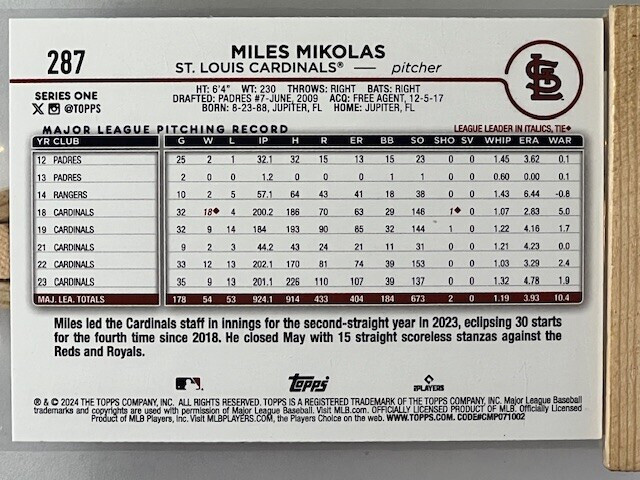 287
MILES MIKOLAS
ST. LOUIS CARDINALS® — pitcher
SERIES ONE
@TOPPS
HT: 6'4" WT: 230 THROWS: RIGHT BATS: RIGHT
DRAFTED: PADRES #7-JUNE, 2009 ACQ: FREE AGENT, 12-5-17
BORN: 8-23-88, JUPITER, FL HOME: JUPITER, FL
MAJOR LEAGUE PITCHING RECORD LEAGUE LEADER IN ITALICS, TIE♦
YR CLUB G W L IP H R ER BB SO SHO SV WHIP ERA WAR
12 PADRES 25 2 1 32.1 32 15 13 15 23 0 0 1.45 3.62 0.1
13 PADRES 2 0 0 1.2 0 0 0 1 1 0 0 0.60 0.00 0.1
14 RANGERS 10 2 5 57.1 64 43 41 18 38 0 0 1.43 6.44 -0.8
18 CARDINALS 32 18♦ 4 200.2 186 70 63 29 146 1♦ 0 1.07 2.83 5.0
19 CARDINALS 32 9 14 184 193 90 85 32 144 1 0 1.22 4.16 1.7
21 CARDINALS 9 2 3 44.2 43 24 21 11 31 0 0 1.21 4.23 0.0
22 CARDINALS 33 12 13 202.1 170 81 74 39 153 0 0 1.03 3.29 2.4
23 CARDINALS 35 9 13 201.1 226 110 107 39 137 0 0 1.32 4.78 1.9
MAJ. LEA. TOTALS 178 54 53 924.1 914 433 404 184 673 2 0 1.19 3.93 10.4
Miles led the Cardinals staff in innings for the second-straight year in 2023, eclipsing 30 starts
for the fourth time since 2018. He closed May with 15 straight scoreless stanzas against the
Reds and Royals.
Topps
PLAYERS
® & © 2024 THE TOPPS COMPANY, INC. ALL RIGHTS RESERVED. TOPPS IS A REGISTERED TRADEMARK OF THE TOPPS COMPANY, INC. Major League Baseball
trademarks and copyrights are used with permission of Major League Baseball. Visit MLB.com. OFFICIALLY LICENSED PRODUCT OF MLB. Officially Licensed
Product of MLB Players, Inc. Visit MLBPLAYERS.com, the Players Choice on the web. WWW.TOPPS.COM. CODE#CMP071002